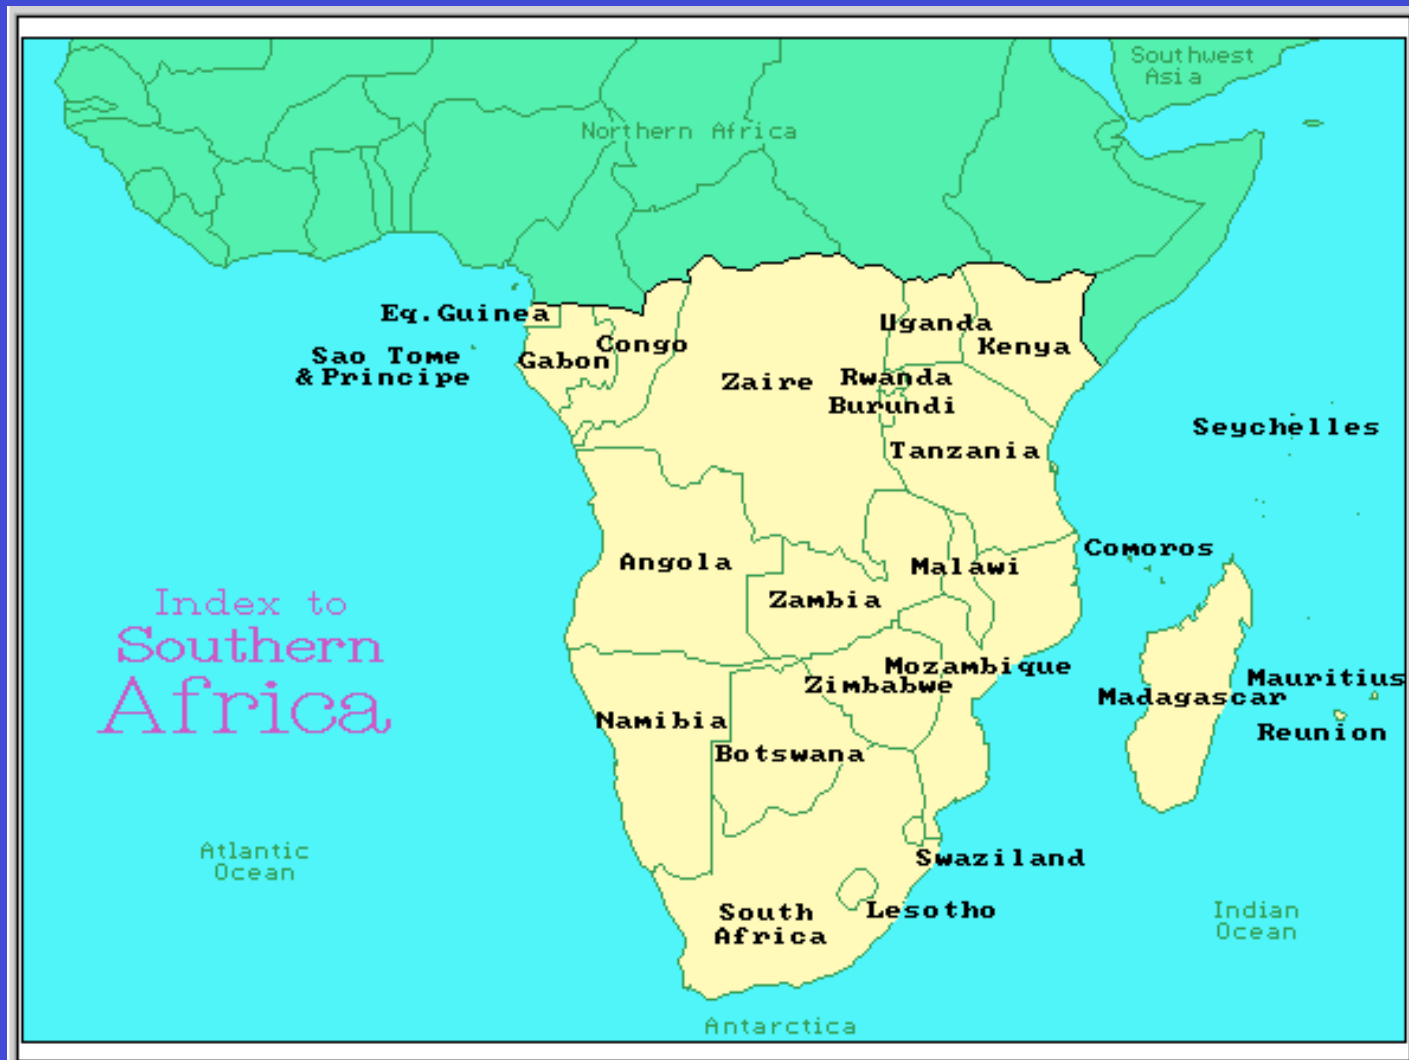 Southwest
Asia
Northern Africa
Eq.Guinea
Sao Tome
& Principe
Gabon
Congo
Zaire
Uganda
Kenya
Rwanda
Burundi
Tanzania
Seychelles
Angola
Zambia
Malawi
Comoros
Index to
Southern
Africa
Mozambique
Zimbabwe
Namibia
Botswana
Madagascar
Mauritius
Reunion
Atlantic
Ocean
Swaziland
South
Africa
Lesotho
Indian
Ocean
Antarctica